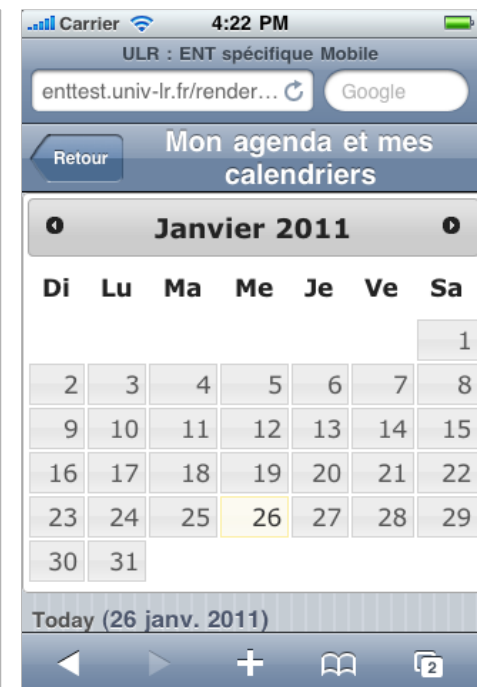 Carrier 4:22 PM
ULR : ENT spécifique Mobile
enttest.univ-lr.fr/render... Google
Retour Mon agenda et mes
calendriers
Janvier 2011
Di Lu Ma Me Je Ve Sa
1
2 3 4 5 6 7 8
9 10 11 12 13 14 15
16 17 18 19 20 21 22
23 24 25 26 27 28 29
30 31
Today (26 janv. 2011)
2